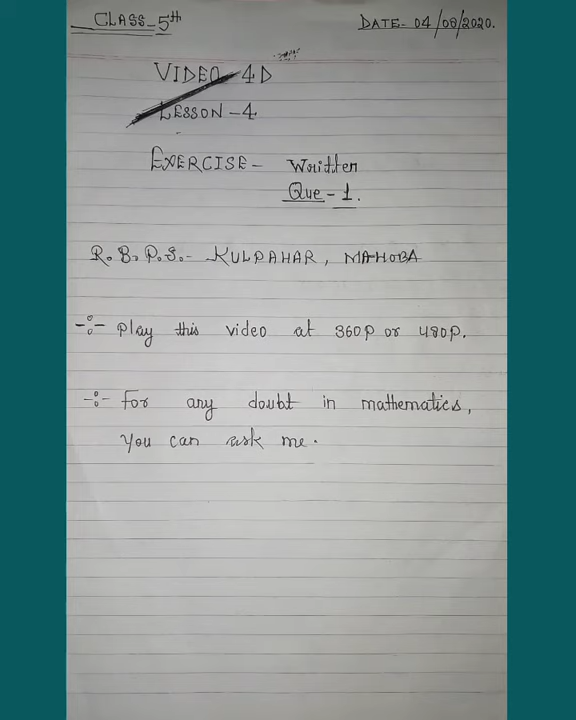 CLASS-5th
DATE- 04/08/2020.
VIDEO-4D
LESSON-4
EXERCISE- Written
Que-1.
R.B.P.S.- KULPAHAR, MAHOBA
-:- Play this video at 360p or 480p.
-:- For any doubt in mathematics,
You can ask me.